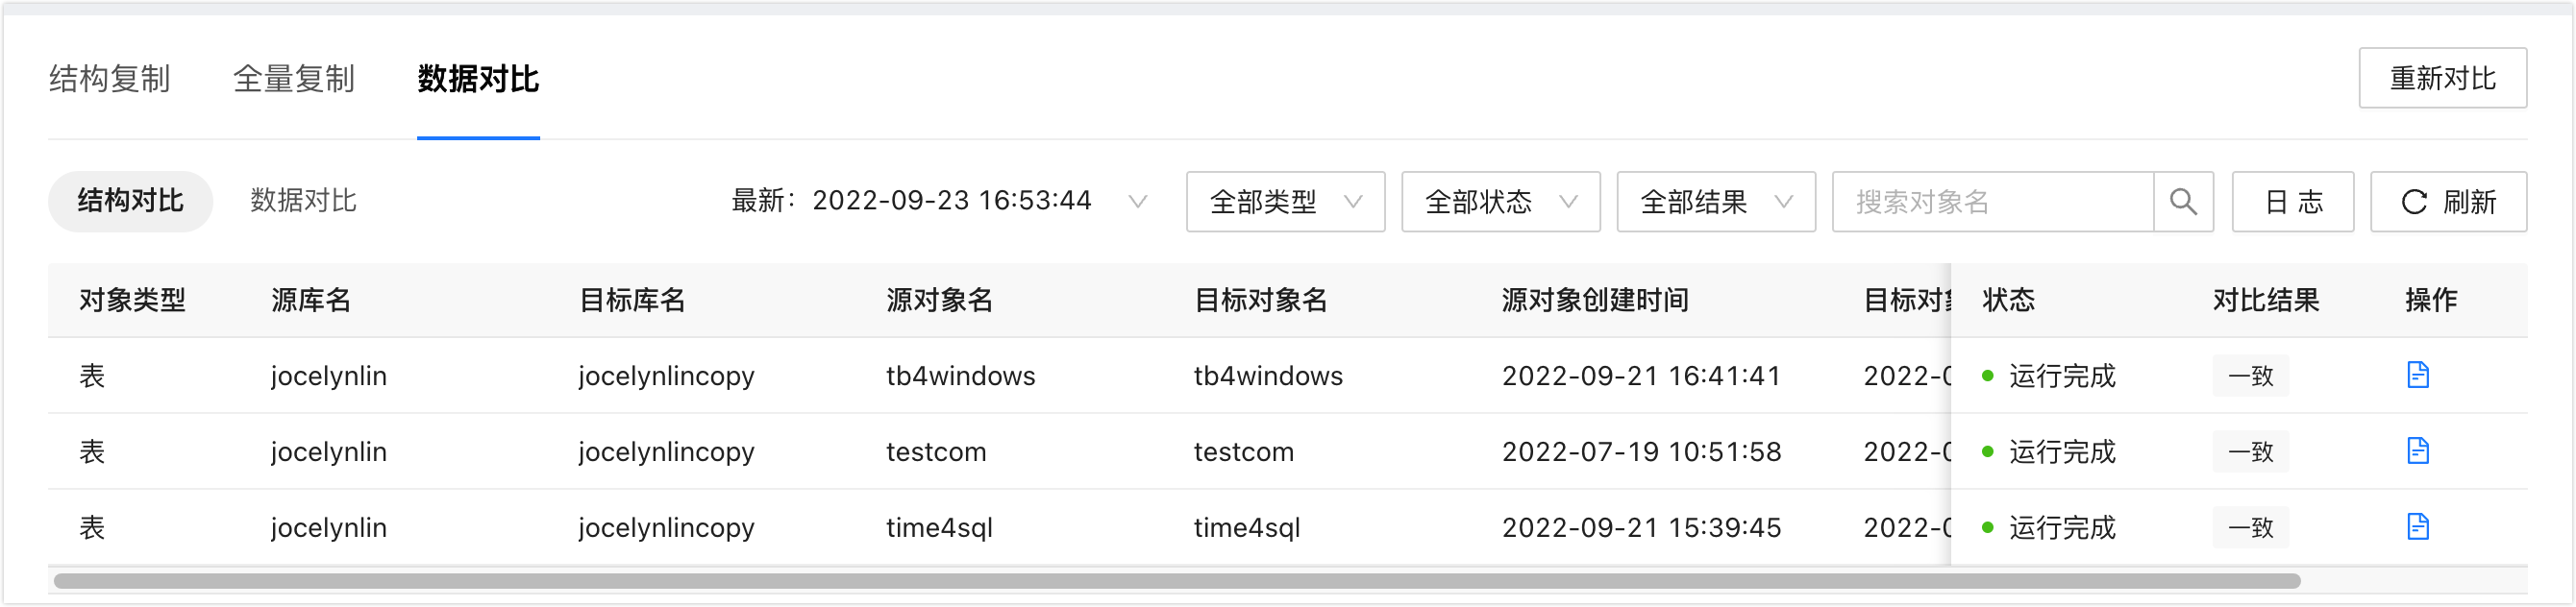 结构复制 全量复制 数据对比 重新对比
结构对比 数据对比 最新：2022-09-23 16:53:44 全部类型 全部状态 全部结果 搜索对象名 日 志 刷新
对象类型 源库名 目标库名 源对象名 目标对象名 源对象创建时间 目标对 状态 对比结果 操作
表 jocelynlin jocelynlincopy tb4windows tb4windows 2022-09-21 16:41:41 2022-0 运行完成 一致
表 jocelynlin jocelynlincopy testcom testcom 2022-07-19 10:51:58 2022-0 运行完成 一致
表 jocelynlin jocelynlincopy time4sql time4sql 2022-09-21 15:39:45 2022-0 运行完成 一致